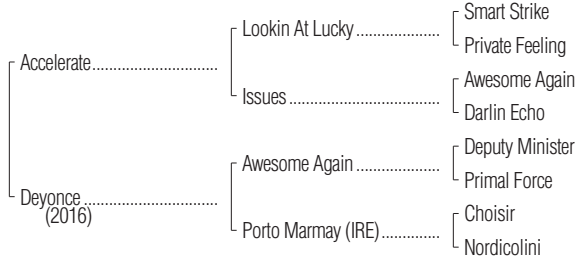 Smart Strike
Lookin At Lucky
Private Feeling
Accelerate
Awesome Again
Issues
Darlin Echo
Deputy Minister
Awesome Again
Primal Force
Deyonce
(2016)
Choisir
Porto Marmay (IRE)
Nordicolini